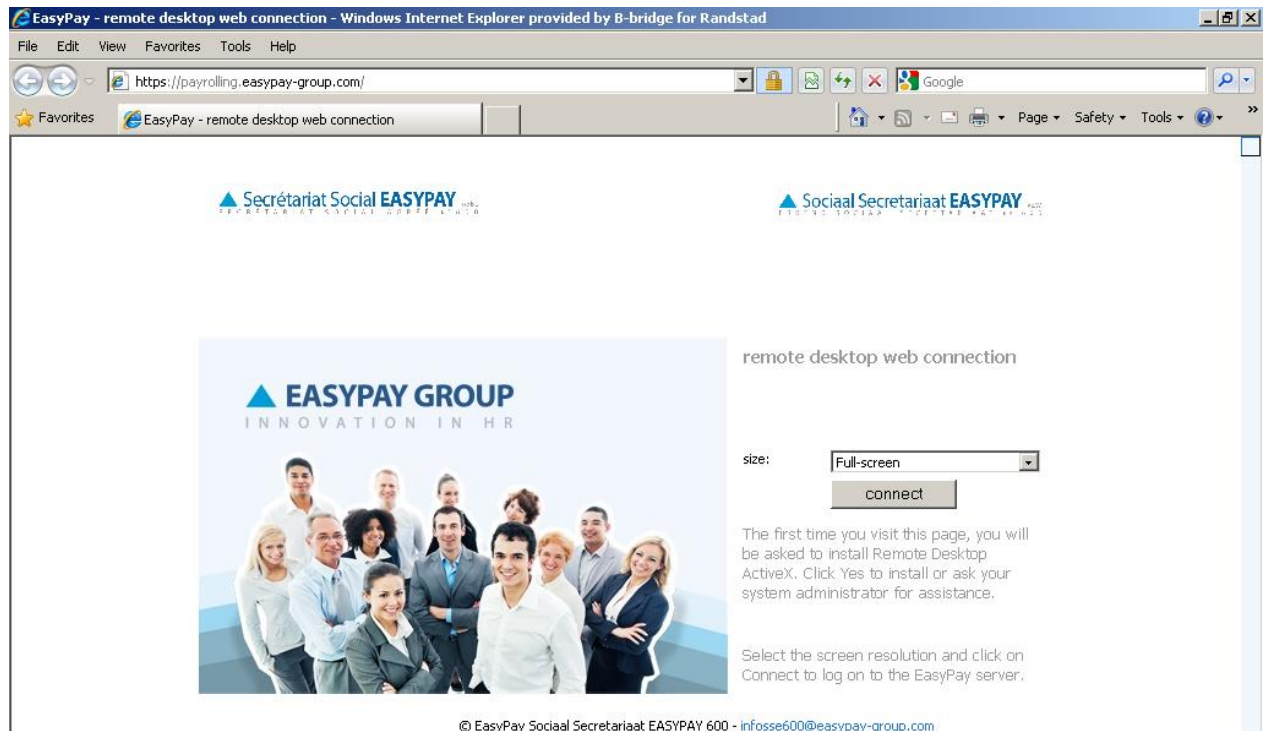 EasyPay - remote desktop web connection - Windows Internet Explorer provided by B-bridge for Randstad
File Edit View Favorites Tools Help
https://payrolling.easypay-group.com/
Google
Favorites
EasyPay - remote desktop web connection
Page Safety Tools
Secrétariat Social EASYPAY
Sociaal Secretariaat EASYPAY
EASYPAY GROUP
INNOVATION IN HR
remote desktop web connection
size:
Full-screen
connect
The first time you visit this page, you will
be asked to install Remote Desktop
ActiveX. Click Yes to install or ask your
system administrator for assistance.
Select the screen resolution and click on
Connect to log on to the EasyPay server.
© EasyPay Sociaal Secretariaat EASYPAY 600 - infosse600@easypay-group.com